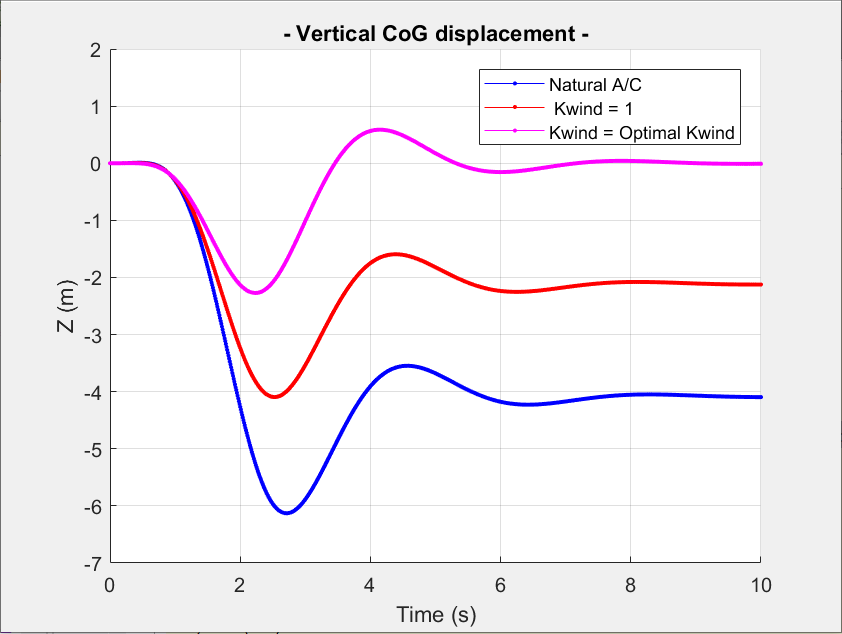 - Vertical CoG displacement -
Natural A/C
Kwind = 1
Kwind = Optimal Kwind
2
1
0
-1
-2
-3
-4
-5
-6
-7
Z (m)
0 2 4 6 8 10
Time (s)